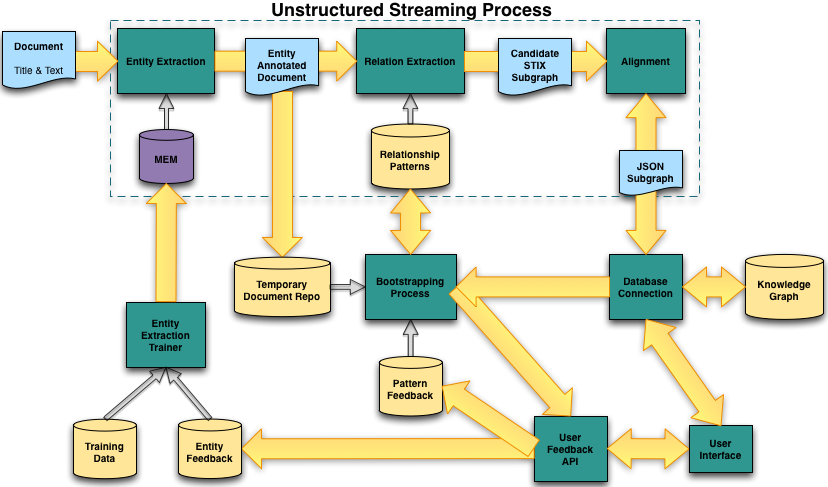 Unstructured Streaming Process
Document
Title & Text
Entity Extraction
Entity
Annotated
Document
Relation Extraction
Candidate
STIX
Subgraph
Alignment
MEM
Relationship
Patterns
JSON
Subgraph
Temporary
Document Repo
Bootstrapping
Process
Database
Connection
Knowledge
Graph
Entity
Extraction
Trainer
Pattern
Feedback
Training
Data
Entity
Feedback
User
Feedback
API
User
Interface